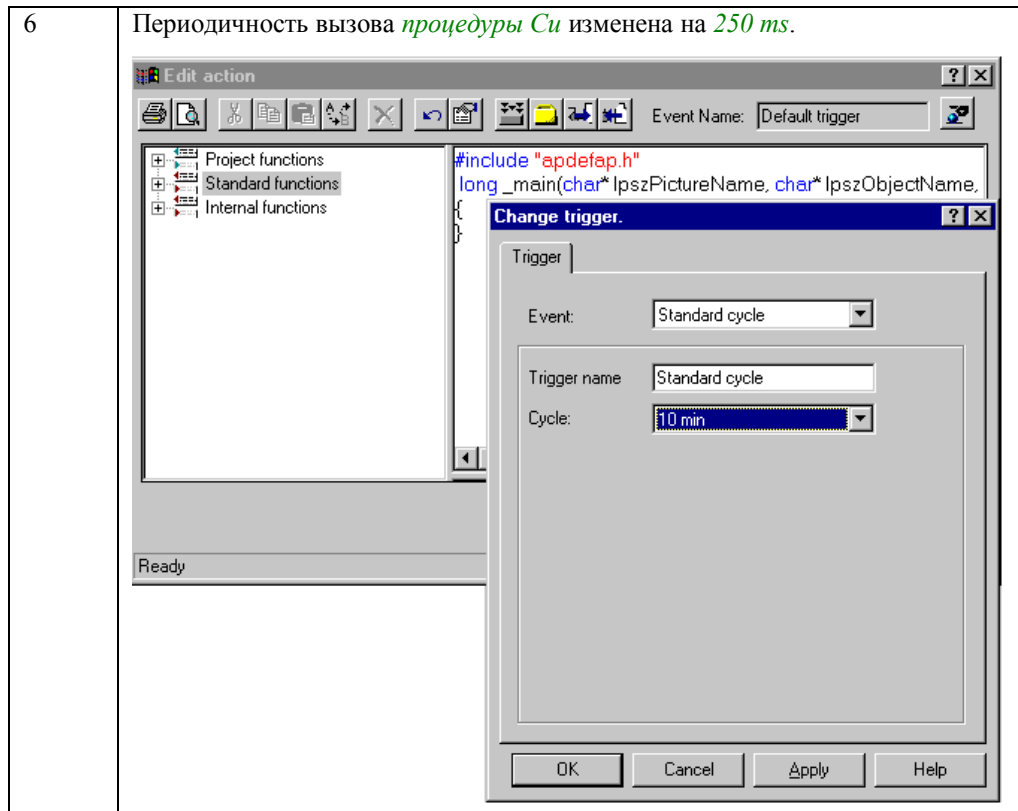 6
Периодичность вызова процедуры Си изменена на 250 ms.
Edit action
Event Name: Default trigger
Project functions
Standard functions
Internal functions
#include "apdefap.h"
long _main(char* lpszPictureName, char* lpszObjectName,
{
}
Change trigger.
Trigger
Event: Standard cycle
Trigger name Standard cycle
Cycle: 10 min
Ready
OK Cancel Apply Help